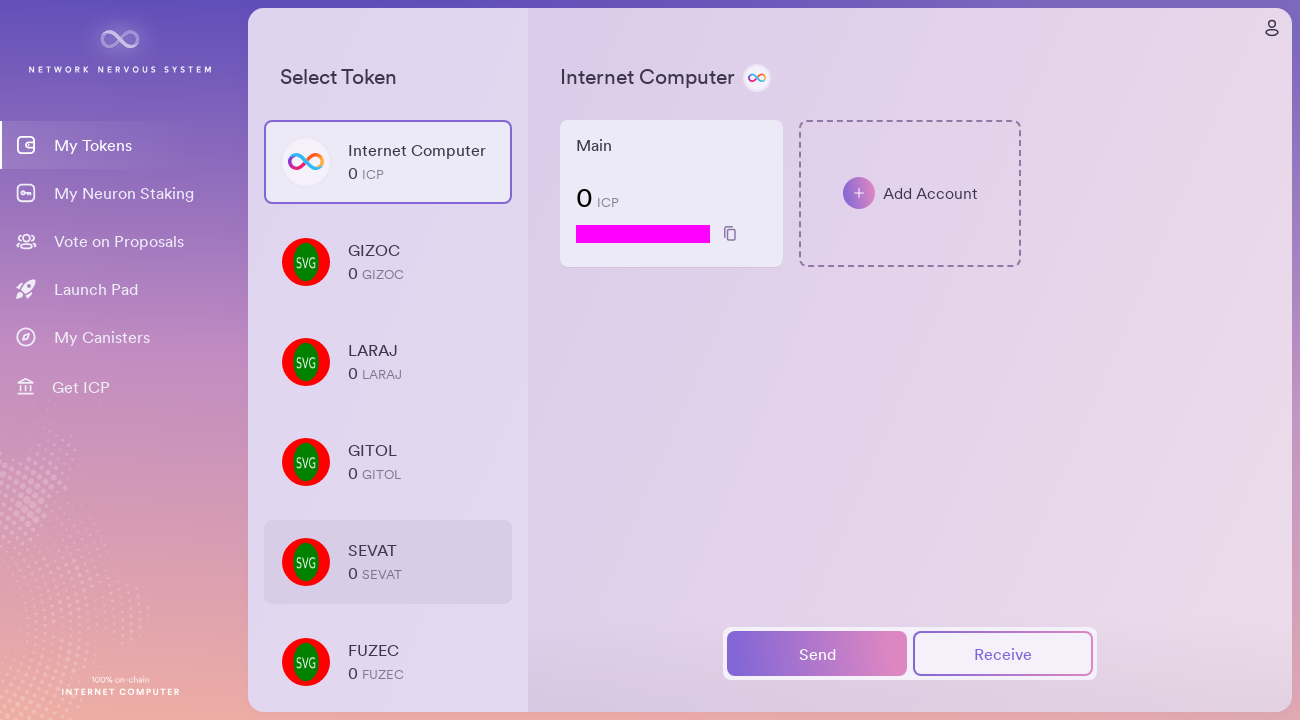 NETWORK NERVOUS SYSTEM
My Tokens
My Neuron Staking
Vote on Proposals
Launch Pad
My Canisters
Get ICP
100% on-chain
INTERNET COMPUTER
Select Token
Internet Computer
0 ICP
SVG
GIZOC
0 GIZOC
SVG
LARAJ
0 LARAJ
SVG
GITOL
0 GITOL
SVG
SEVAT
0 SEVAT
SVG
FUZEC
0 FUZEC
Internet Computer
Main
0 ICP
Add Account
Send
Receive